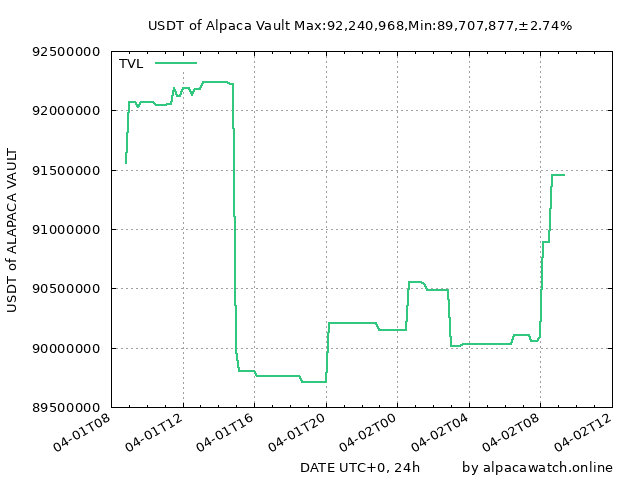 USDT of Alpaca Vault Max:92,240,968,Min:89,707,877,±2.74%
TVL
92500000
92000000
91500000
91000000
90500000
90000000
89500000
USDT of ALAPACA VAULT
04-01T08 04-01T12 04-01T16 04-01T20 04-02T00 04-02T04 04-02T08 04-02T12
DATE UTC+0, 24h by alpacawatch.online